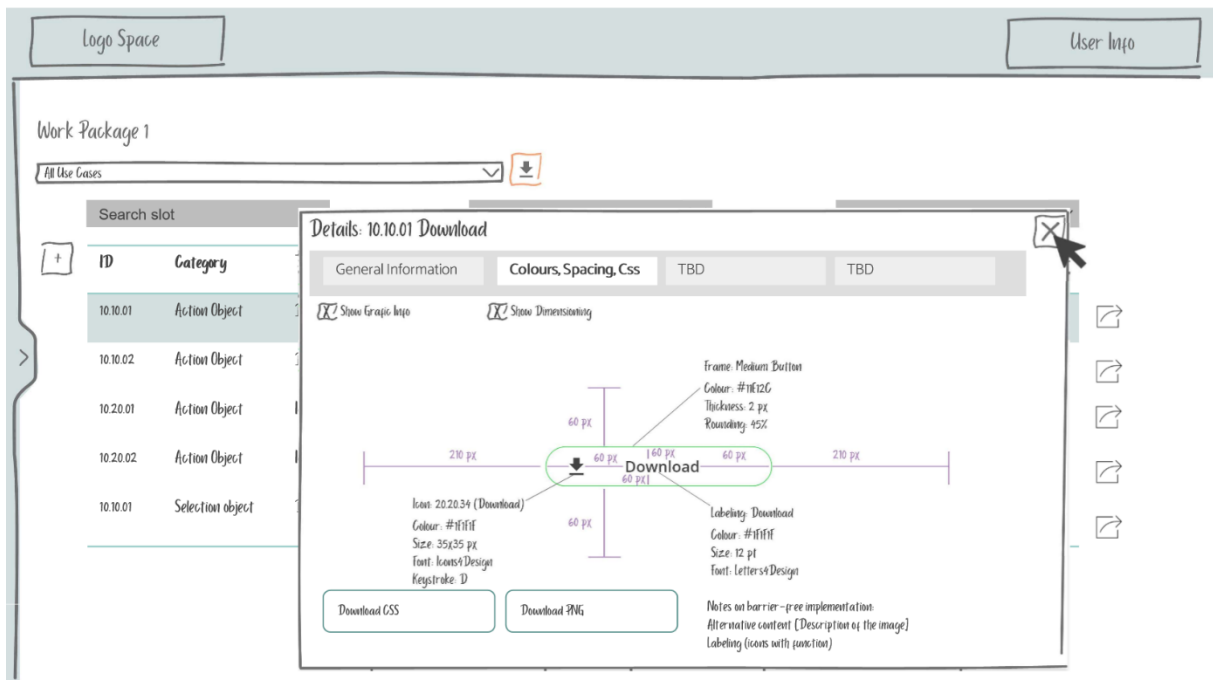 Logo Space
User Info
Work Package 1
All Use Cases
Search slot
+
ID Category
10.10.01 Action Object
10.10.02 Action Object
10.20.01 Action Object
10.20.02 Action Object
10.10.01 Selection object
Details: 10.10.01 Download
General Information Colours, Spacing, Css TBD TBD
Show Grafic Info Show Dimensioning
Frame: Medium Button
Colour: #11E12C
Thickness: 2 px
Rounding: 45%
60 px
210 px 60 px 60 px 60 px 210 px
Download
60 px
Icon: 20.20.34 (Download)
Colour: #1F1F1F
Size: 35x35 px
Font: Icons4Design
Keystroke: D
60 px
Labeling: Download
Colour: #1F1F1F
Size: 12 pt
Font: Letters4Design
Download CSS Download PNG
Notes on barrier-free implementation:
Alternative content [Description of the image]
Labeling (icons with function)